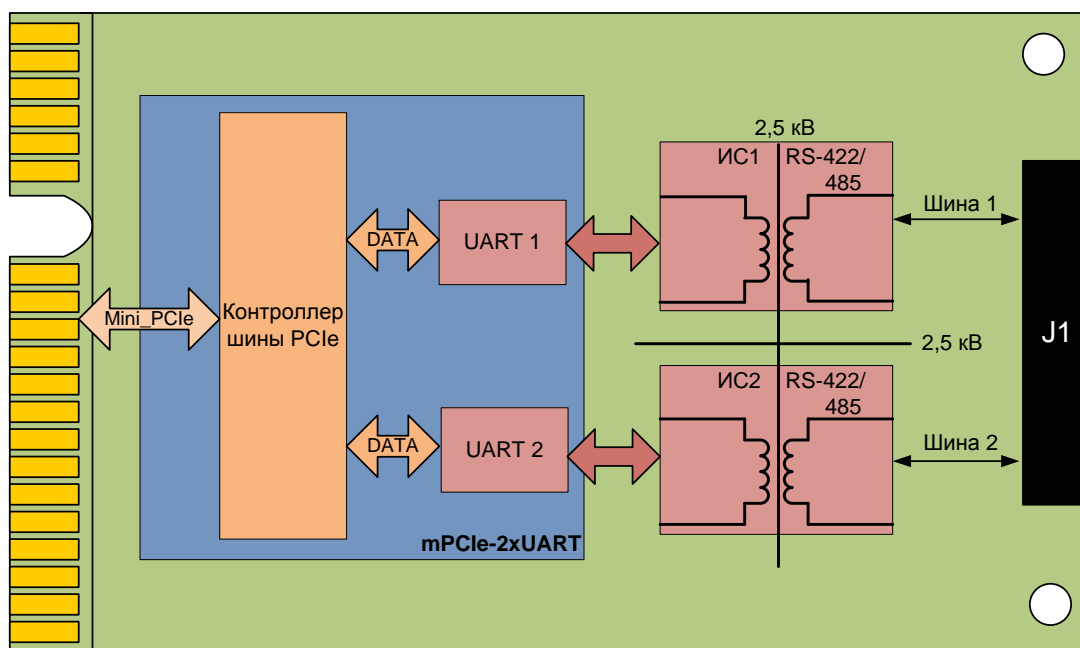 2,5 кВ
ИС1
RS-422/
485
Шина 1
DATA
UART 1
Mini_PCIe
Контроллер
шины PCIe
2,5 кВ
J1
ИС2
RS-422/
485
DATA
UART 2
Шина 2
mPCIe-2xUART